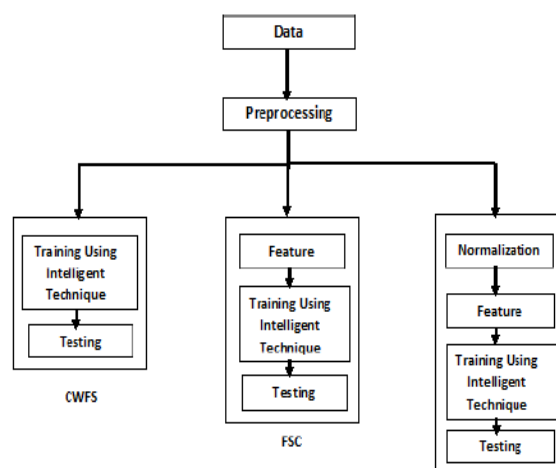 Data
Preprocessing
Training Using
Intelligent
Technique
Testing
CWFS
Feature
Training Using
Intelligent
Technique
Testing
FSC
Normalization
Feature
Training Using
Intelligent
Technique
Testing